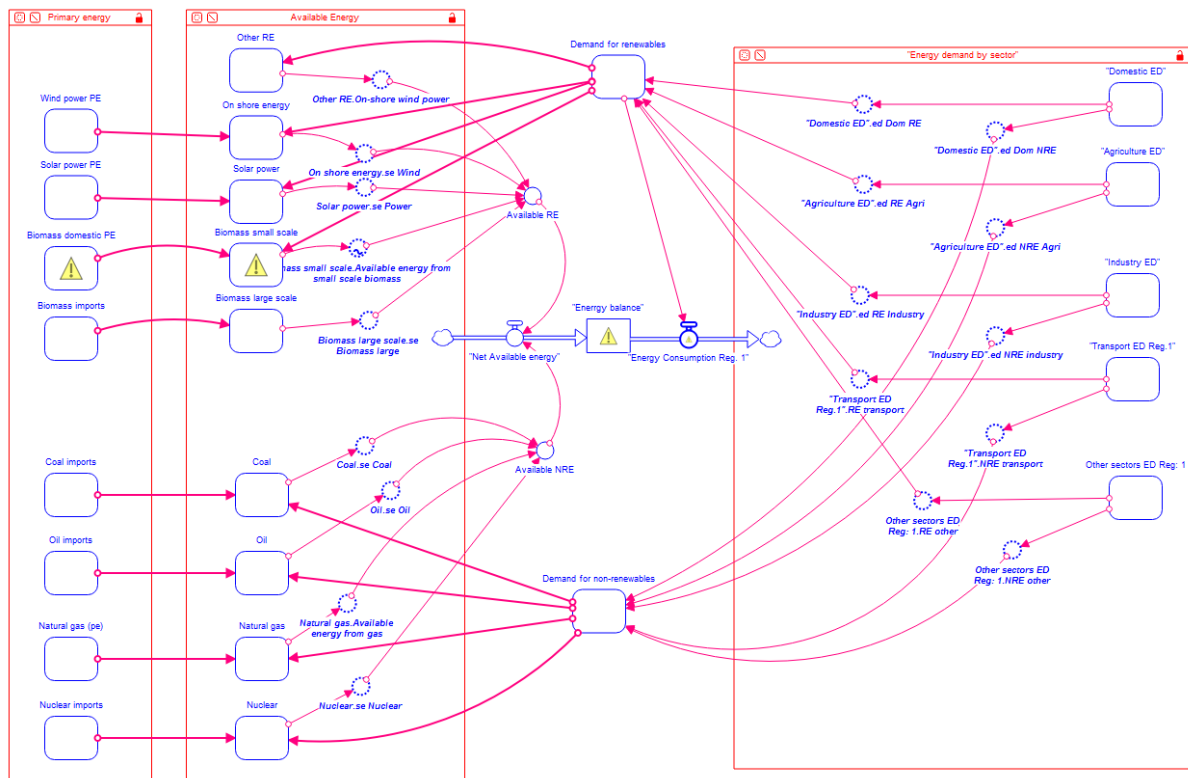 Primary energy
Available Energy
"Energy demand by sector"
Wind power PE
Solar power PE
Biomass domestic PE
Biomass imports
Coal imports
Oil imports
Natural gas (pe)
Nuclear imports
Other RE
Other RE.On-shore wind power
On shore energy
On shore energy.se Wind
Solar power
Solar power.se Power
Biomass small scale
mass small scale.Available energy from
small scale biomass
Biomass large scale
Biomass large scale.se
Biomass large
Coal
Coal.se Coal
Oil
Oil.se Oil
Natural gas
Natural gas.Available
energy from gas
Nuclear
Nuclear.se Nuclear
Demand for renewables
Available RE
"Energy balance"
"Net Available energy"
"Energy Consumption Reg. 1"
Available NRE
Demand for non-renewables
"Domestic ED"
"Domestic ED".ed Dom RE
"Domestic ED".ed Dom NRE
"Agriculture ED"
"Agriculture ED".ed RE Agri
"Agriculture ED".ed NRE Agri
"Industry ED"
"Industry ED".ed RE Industry
"Industry ED".ed NRE industry
"Transport ED Reg.1"
"Transport ED
Reg.1".RE transport
"Transport ED
Reg.1".NRE transport
Other sectors ED Reg: 1
Other sectors ED
Reg: 1.RE other
Other sectors ED
Reg: 1.NRE other